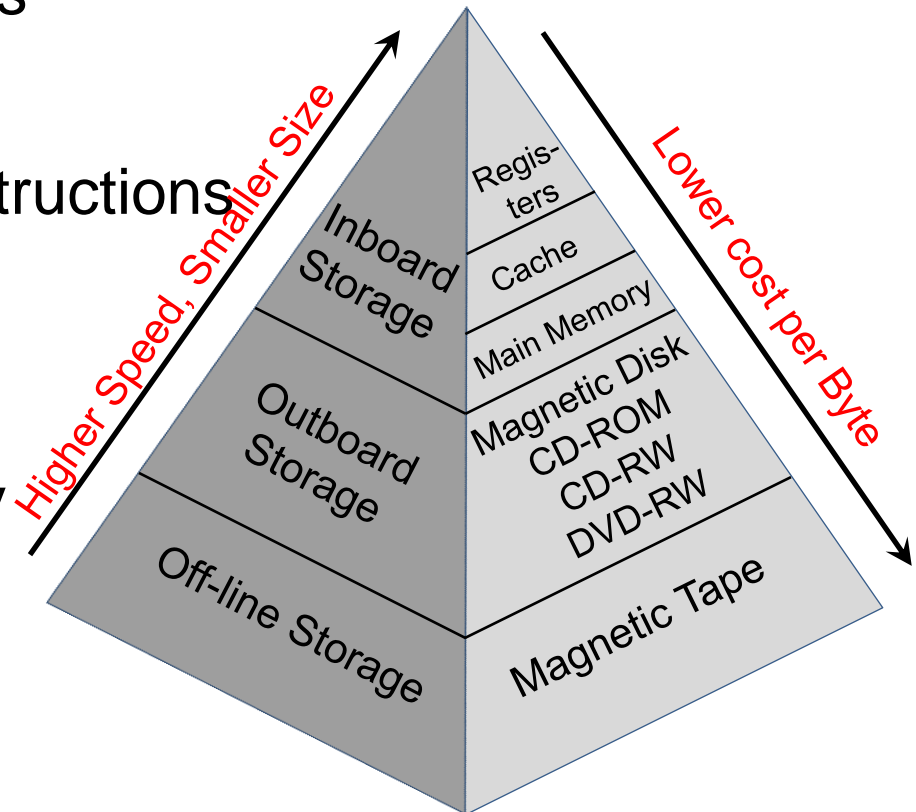 s
tructions
y
Higher Speed, Smaller Size
Lower cost per Byte
Inboard
Storage
Outboard
Storage
Off-line Storage
Regis-
ters
Cache
Main Memory
Magnetic Disk
CD-ROM
CD-RW
DVD-RW
Magnetic Tape